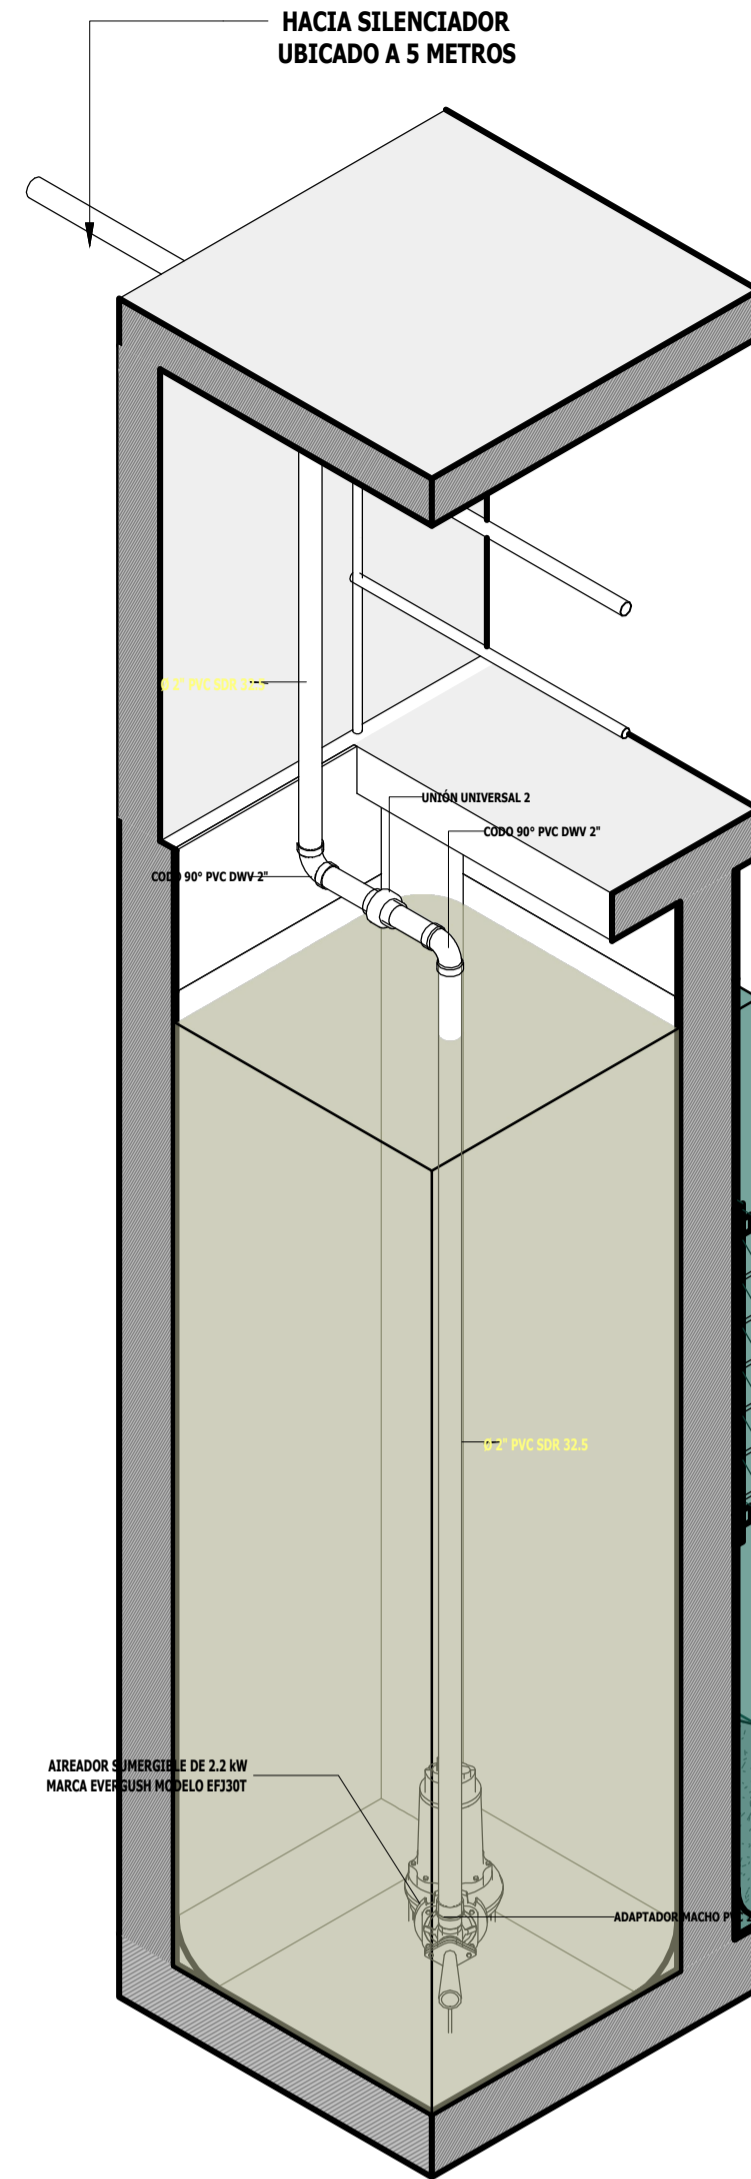 HACIA SILENCIADOR
UBICADO A 5 METROS
Ø 2" PVC SDR 32.5
UNIÓN UNIVERSAL 2
CODO 90° PVC DWV 2"
CODO 90° PVC DWV 2"
Ø 2" PVC SDR 32.5
AIREADOR SUMERGIBLE DE 2.2 kW
MARCA EVERGUSH MODELO EFJ30T
ADAPTADOR MACHO PVC 2